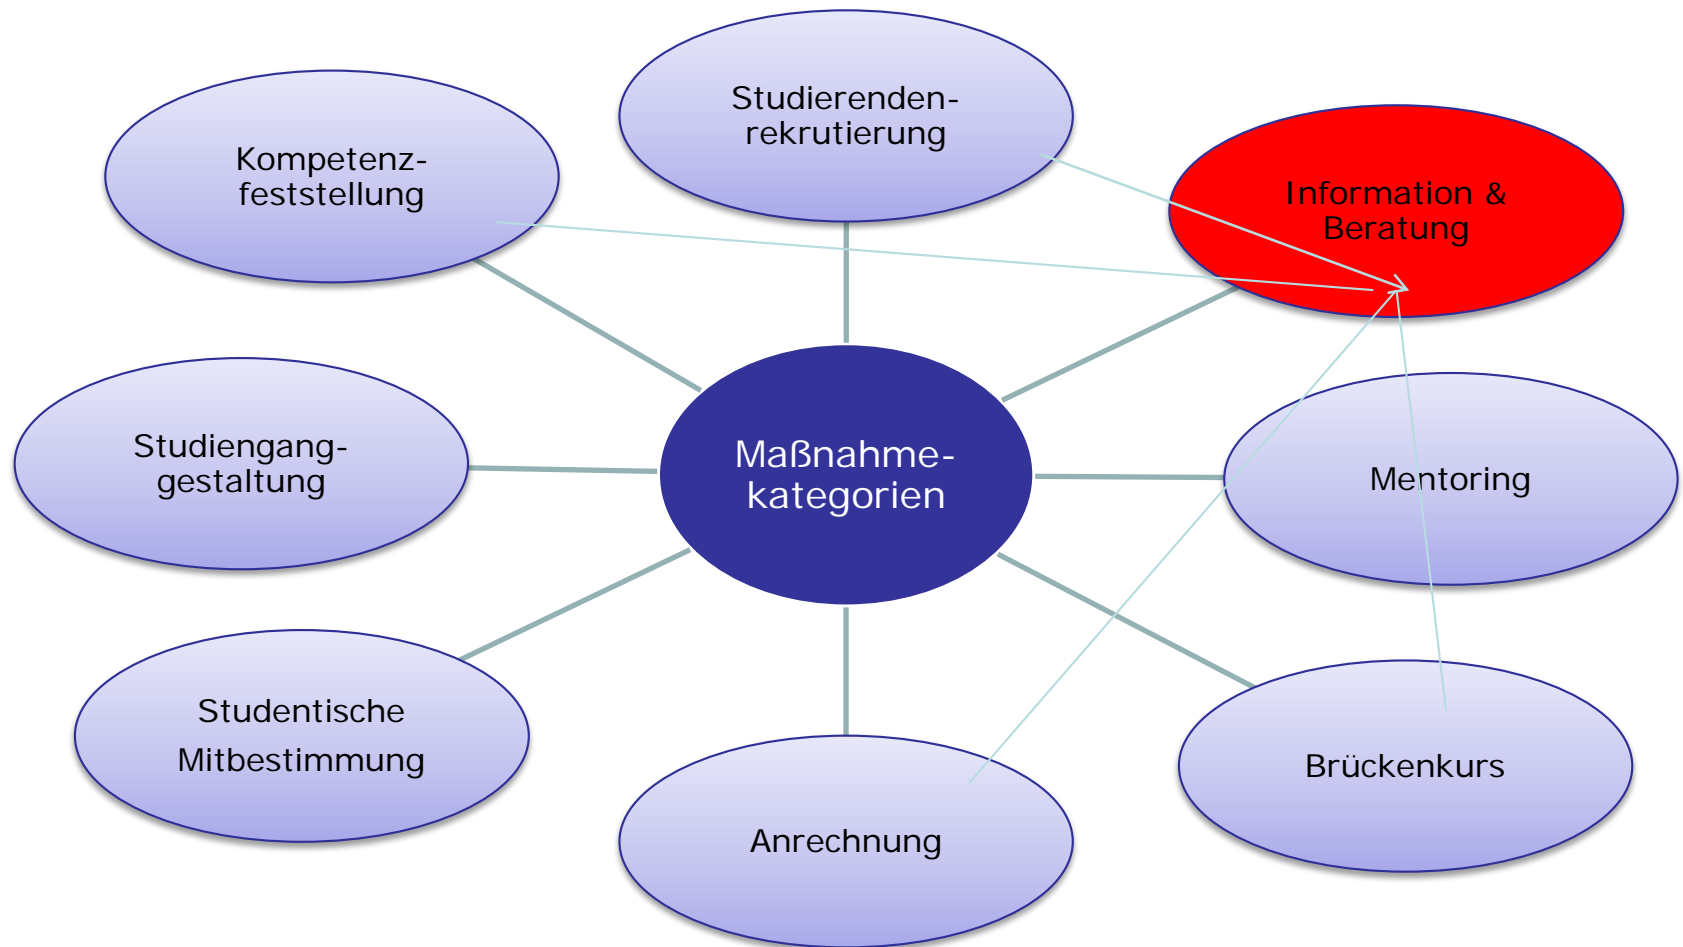 Studierenden-
rekrutierung
Kompetenz-
feststellung
Information &
Beratung
Studiengang-
gestaltung
Maßnahme-
kategorien
Mentoring
Studentische
Mitbestimmung
Brückenkurs
Anrechnung